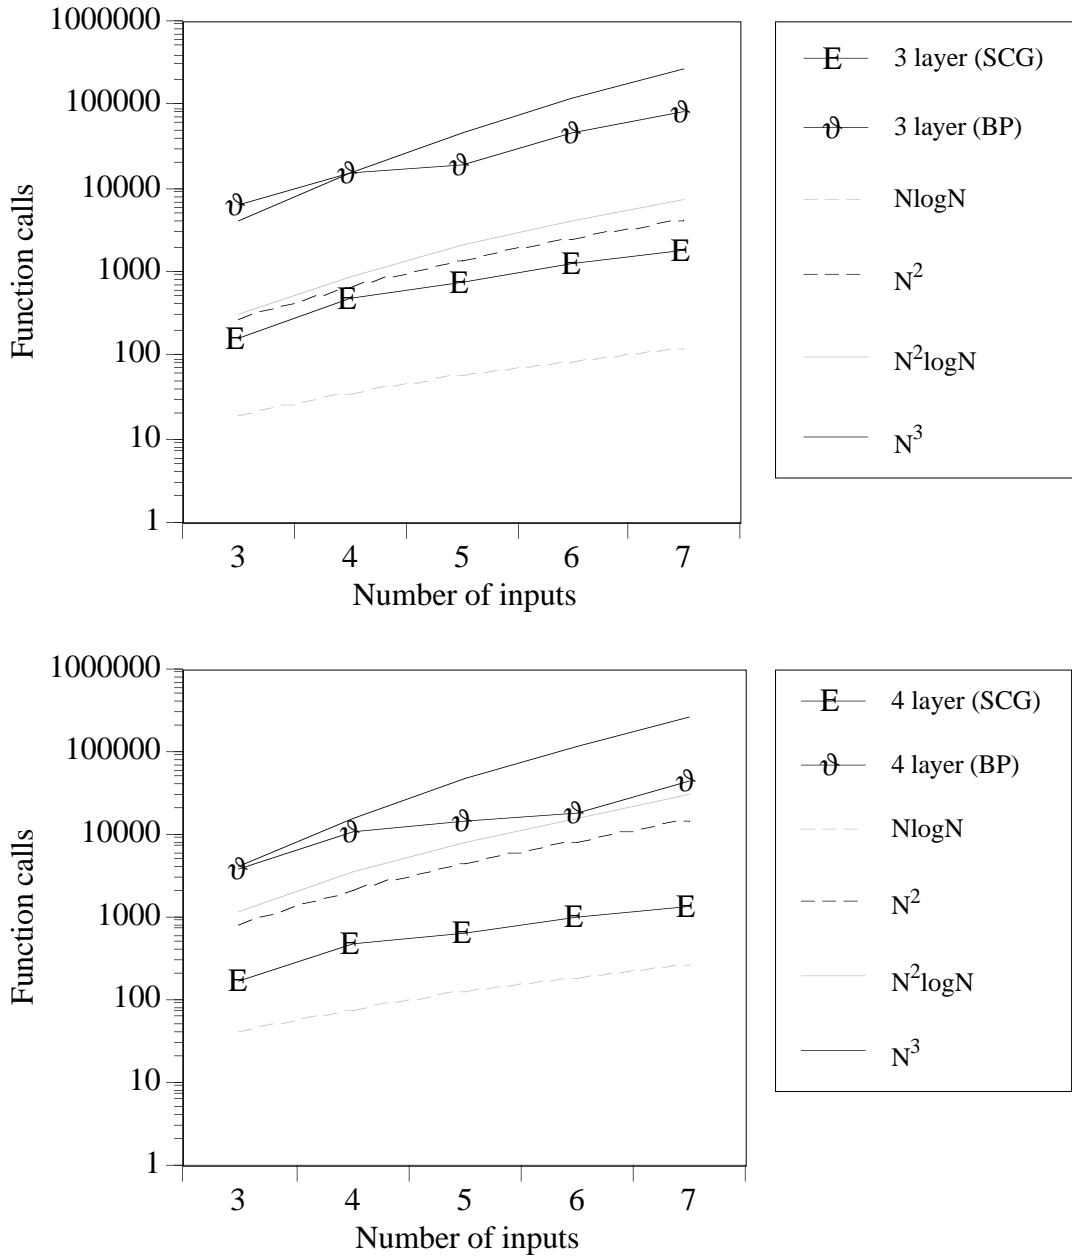 1000000
100000
10000
1000
100
10
1
Function calls
3 4 5 6 7
Number of inputs
E 3 layer (SCG)
ϑ 3 layer (BP)
NlogN
N²
N²logN
N³
E E E E E
ϑ ϑ ϑ ϑ ϑ
1000000
100000
10000
1000
100
10
1
Function calls
3 4 5 6 7
Number of inputs
E 4 layer (SCG)
ϑ 4 layer (BP)
NlogN
N²
N²logN
N³
E E E E E
ϑ ϑ ϑ ϑ ϑ